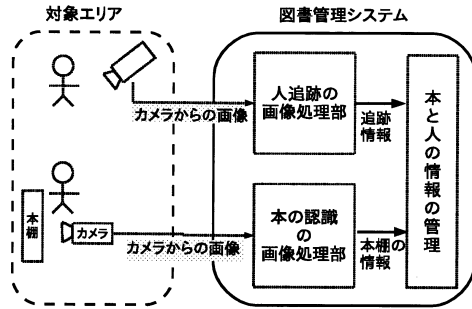 対象エリア
図書管理システム
人追跡の
画像処理部
カメラからの画像
追跡
情報
本と人の情報の管理
本棚
カメラ
カメラからの画像
本の認識
の
画像処理部
本棚の
情報